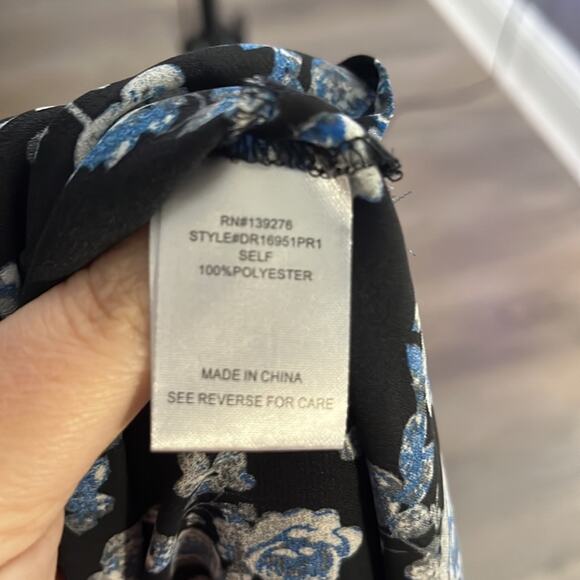 RN#139276
STYLE#DR16951PR1
SELF
100%POLYESTER
MADE IN CHINA
SEE REVERSE FOR CARE